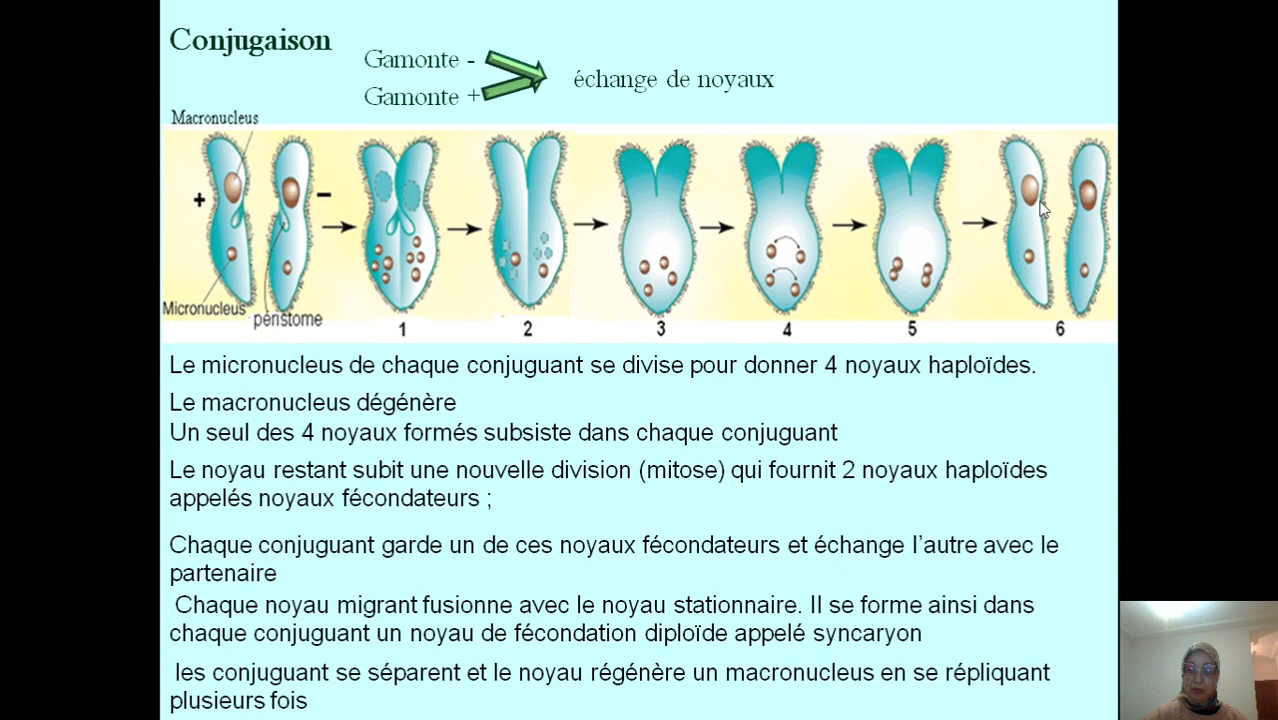 Conjugaison
Gamonte -
Gamonte +
échange de noyaux
Macronucleus
+
−
Micronucleus
péristome
1
2
3
4
5
6
Le micronucleus de chaque conjuguant se divise pour donner 4 noyaux haploïdes.
Le macronucleus dégénère
Un seul des 4 noyaux formés subsiste dans chaque conjuguant
Le noyau restant subit une nouvelle division (mitose) qui fournit 2 noyaux haploïdes
appelés noyaux fécondateurs ;
Chaque conjuguant garde un de ces noyaux fécondateurs et échange l’autre avec le
partenaire
Chaque noyau migrant fusionne avec le noyau stationnaire. Il se forme ainsi dans
chaque conjuguant un noyau de fécondation diploïde appelé syncaryon
les conjuguant se séparent et le noyau régénère un macronucleus en se répliquant
plusieurs fois